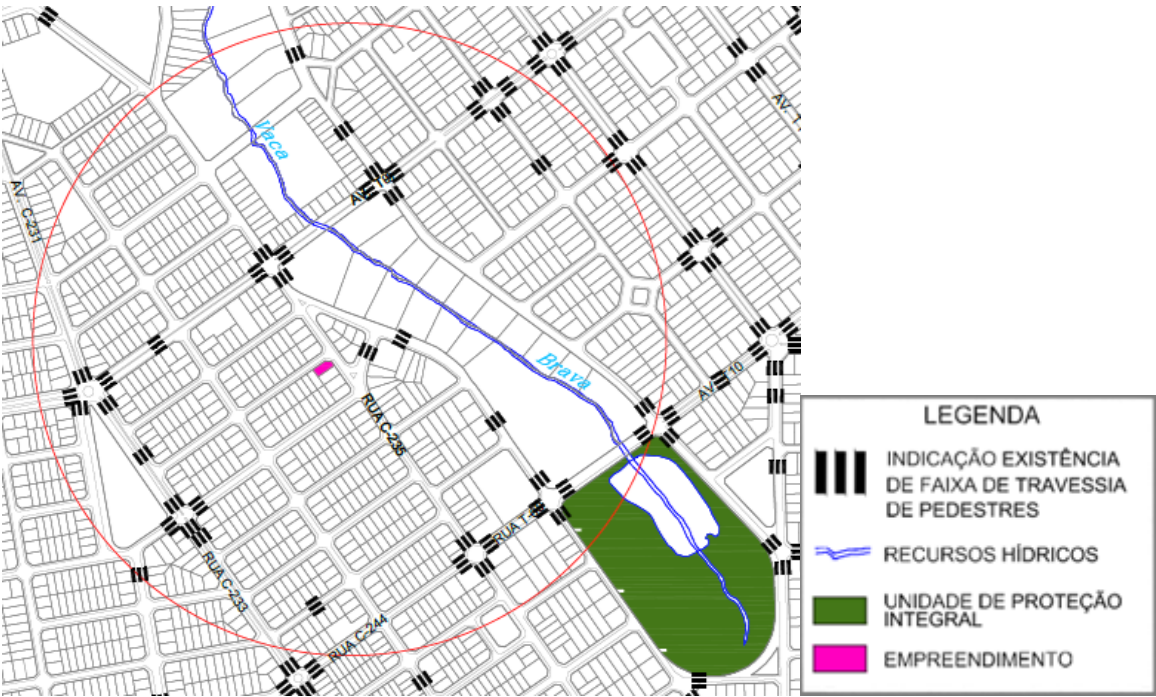 Vaca
AV. C-231
Brava
AV. T-10
RUA C-235
RUA C-233
RUA C-244
LEGENDA
INDICAÇÃO EXISTÊNCIA
DE FAIXA DE TRAVESSIA
DE PEDESTRES
RECURSOS HÍDRICOS
UNIDADE DE PROTEÇÃO
INTEGRAL
EMPREENDIMENTO